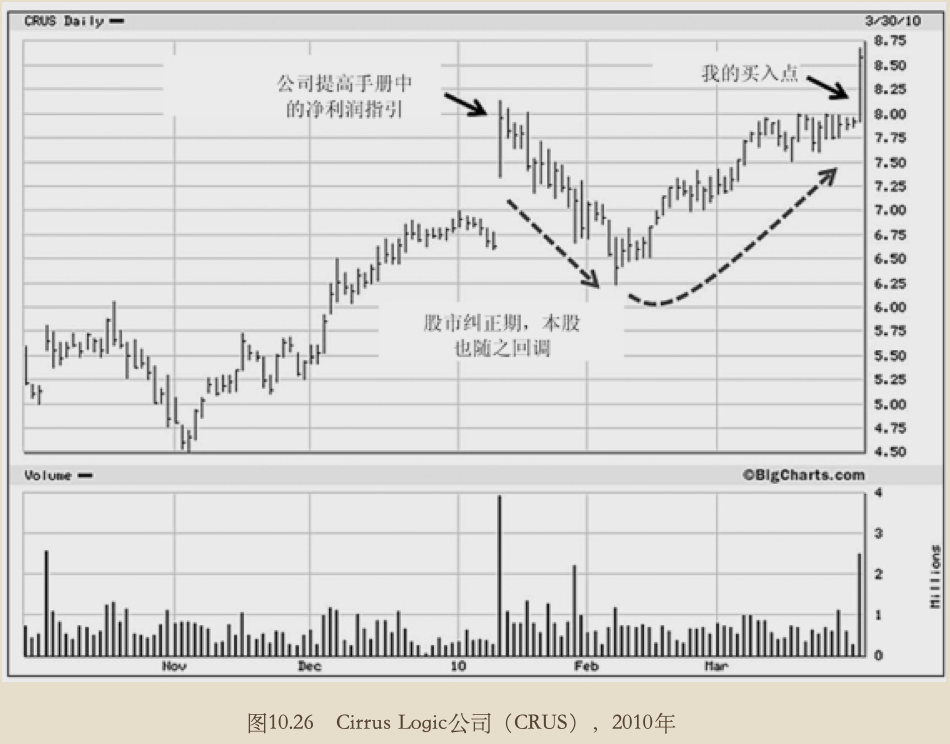 CRUS Daily
3/30/10
8.75
8.50
8.25
8.00
7.75
7.50
7.25
7.00
6.75
6.50
6.25
6.00
5.75
5.50
5.25
5.00
4.75
4.50
公司提高手册中
的净利润指引
我的买入点
股市纠正期，本股
也随之回调
Volume
©BigCharts.com
4
3
2
1
0
Millions
Nov
Dec
10
Feb
Mar
图10.26 Cirrus Logic公司（CRUS），2010年